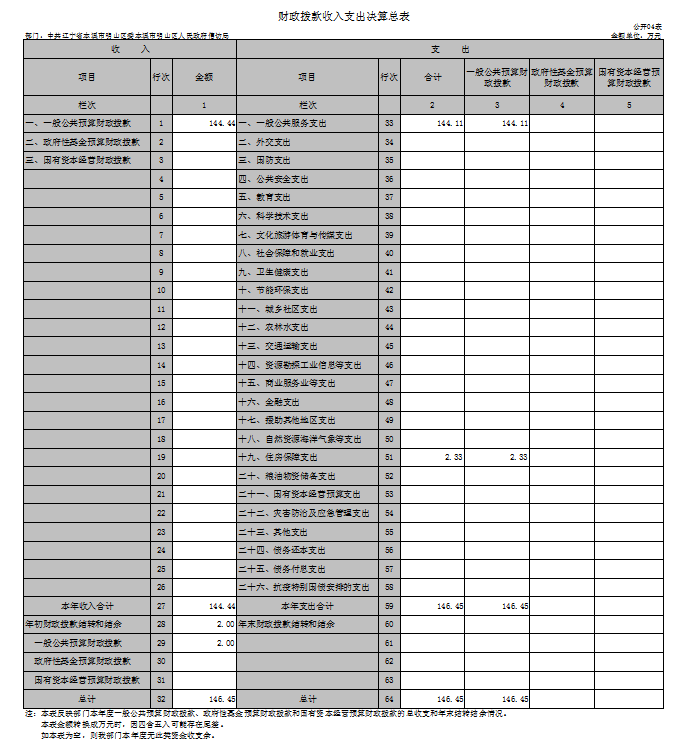 财政拨款收入支出决算总表
公开04表
部门：中共辽宁省本溪市明山区委本溪市明山区人民政府信访局 金额单位：万元
收 入 支 出
项目 行次 金额 项目 行次 合计 一般公共预算财政拨款 政府性基金预算财政拨款 国有资本经营预算财政拨款
栏次 1 栏次 2 3 4 5
一、一般公共预算财政拨款 1 144.44 一、一般公共服务支出 33 144.11 144.11
二、政府性基金预算财政拨款 2 二、外交支出 34
三、国有资本经营财政拨款 3 三、国防支出 35
4 四、公共安全支出 36
5 五、教育支出 37
6 六、科学技术支出 38
7 七、文化旅游体育与传媒支出 39
8 八、社会保障和就业支出 40
9 九、卫生健康支出 41
10 十、节能环保支出 42
11 十一、城乡社区支出 43
12 十二、农林水支出 44
13 十三、交通运输支出 45
14 十四、资源勘探工业信息等支出 46
15 十五、商业服务业等支出 47
16 十六、金融支出 48
17 十七、援助其他地区支出 49
18 十八、自然资源海洋气象等支出 50
19 十九、住房保障支出 51 2.33 2.33
20 二十、粮油物资储备支出 52
21 二十一、国有资本经营预算支出 53
22 二十二、灾害防治及应急管理支出 54
23 二十三、其他支出 55
24 二十四、债务还本支出 56
25 二十五、债务付息支出 57
26 二十六、抗疫特别国债安排的支出 58
本年收入合计 27 144.44 本年支出合计 59 146.45 146.45
年初财政拨款结转和结余 28 2.00 年末财政拨款结转和结余 60
一般公共预算财政拨款 29 2.00 61
政府性基金预算财政拨款 30 62
国有资本经营预算财政拨款 31 63
总计 32 146.45 总计 64 146.45 146.45
注：本表反映部门本年度一般公共预算财政拨款、政府性基金预算财政拨款和国有资本经营预算财政拨款的总收支和年末结转结余情况。
本表金额转换成万元时，因四舍五入可能存在尾差。
如本表为空，则我部门本年度无此类资金收支余。